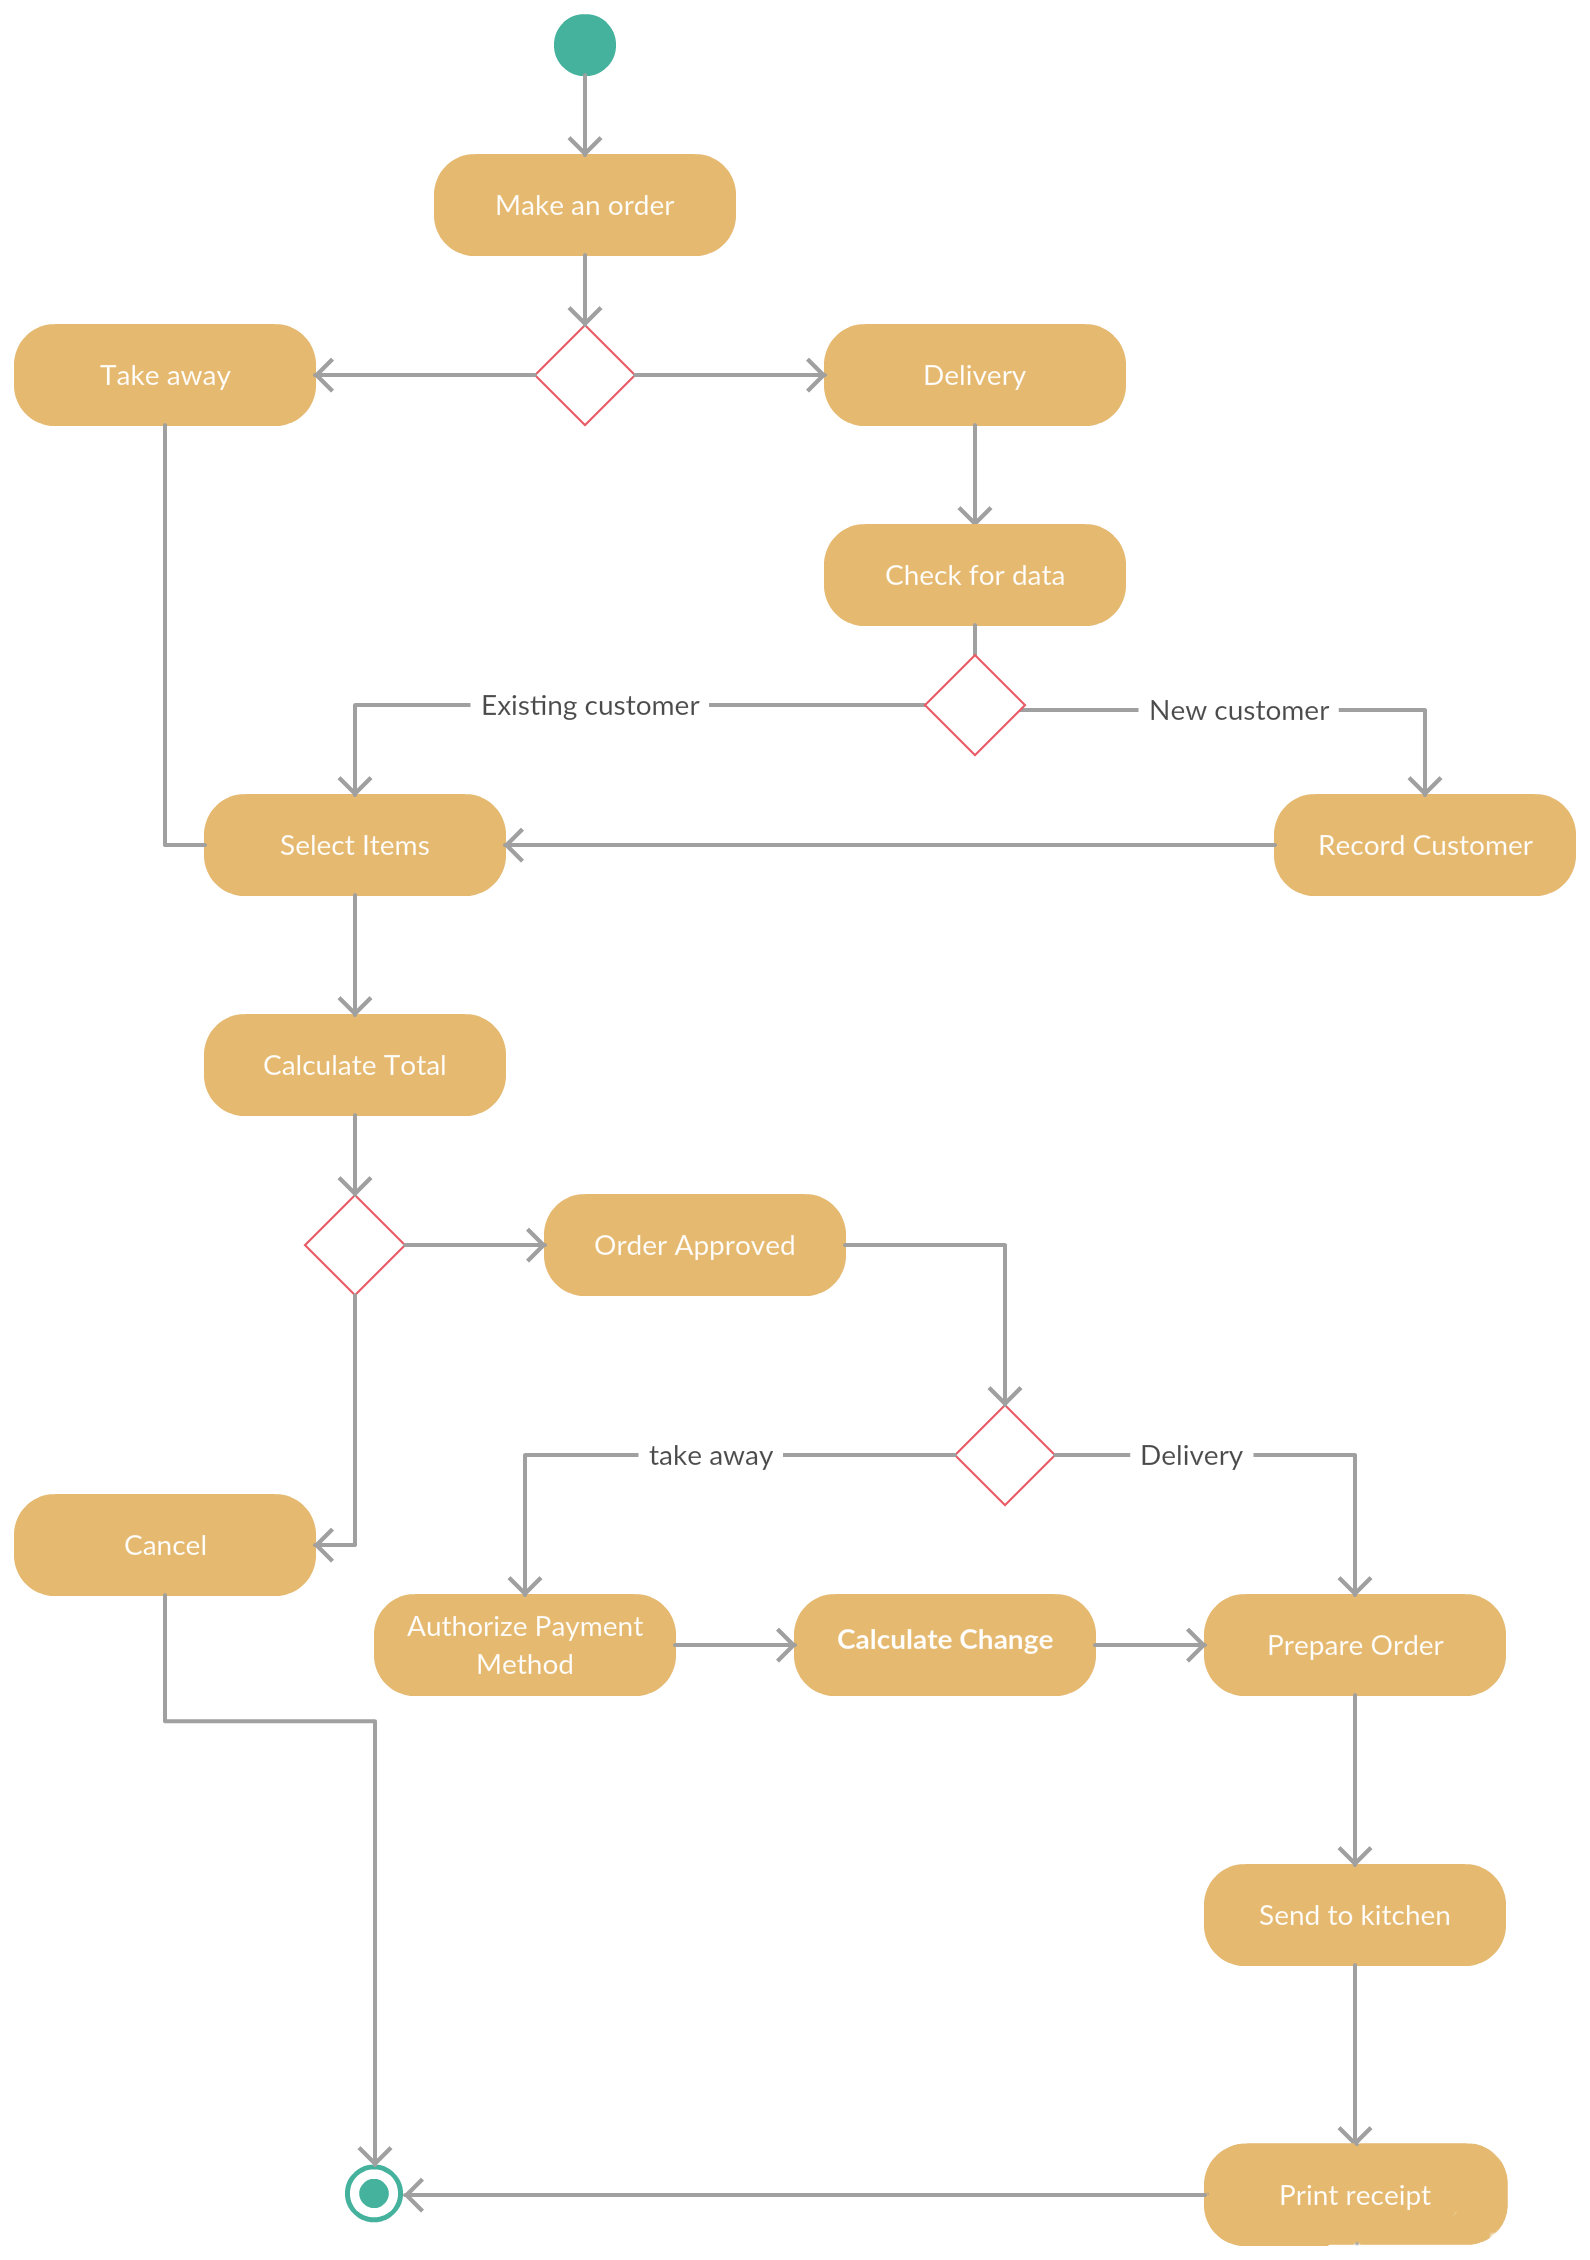 Make an order
Take away
Delivery
Check for data
Existing customer
New customer
Select Items
Record Customer
Calculate Total
Order Approved
take away
Delivery
Cancel
Authorize Payment
Method
Calculate Change
Prepare Order
Send to kitchen
Print receipt